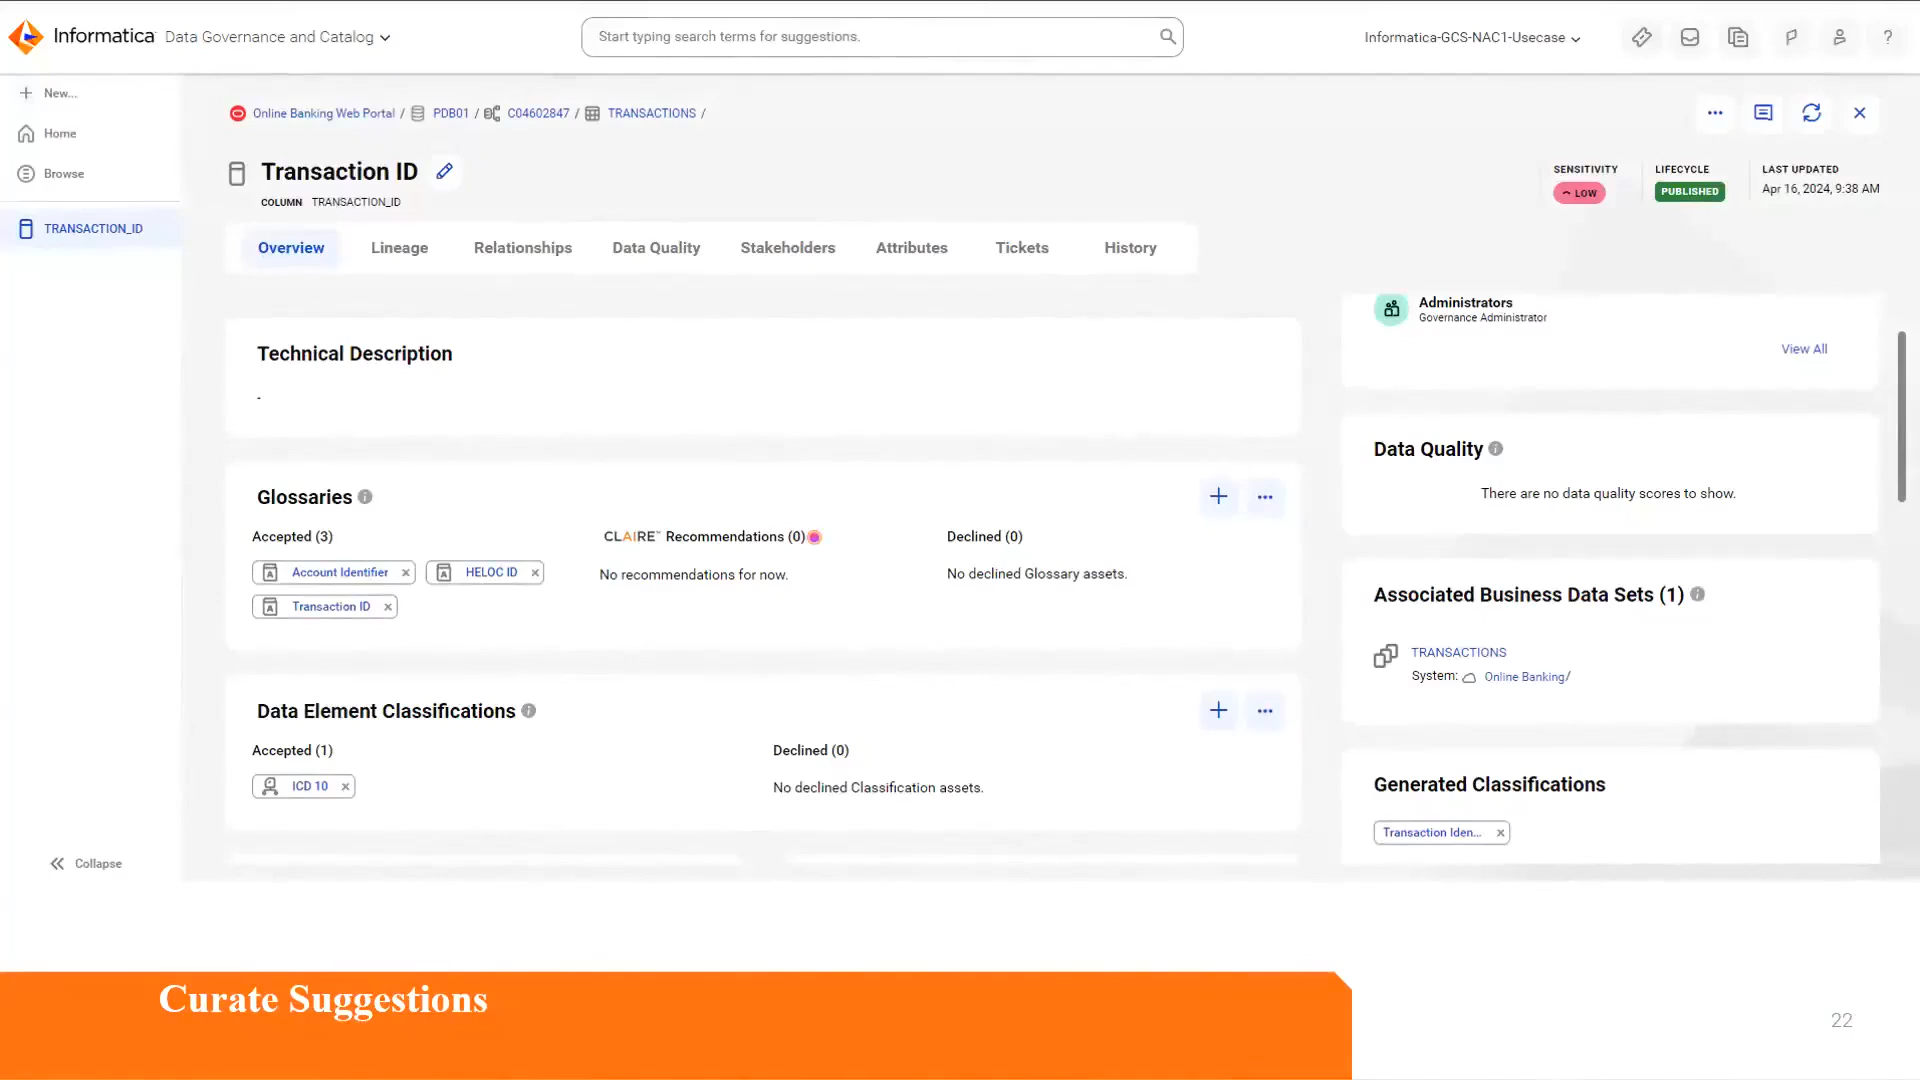 Informatica Data Governance and Catalog
Start typing search terms for suggestions.
Informatica-GCS-NAC1-Usecase
?
New...
Home
Browse
TRANSACTION_ID
Collapse
Online Banking Web Portal / PDB01 / C04602847 / TRANSACTIONS /
Transaction ID
COLUMN TRANSACTION_ID
SENSITIVITY
LOW
LIFECYCLE
PUBLISHED
LAST UPDATED
Apr 16, 2024, 9:38 AM
Overview Lineage Relationships Data Quality Stakeholders Attributes Tickets History
Technical Description
-
Glossaries
Accepted (3)
Account Identifier × HELOC ID ×
Transaction ID ×
CLAIRE™ Recommendations (0)
No recommendations for now.
Declined (0)
No declined Glossary assets.
Data Element Classifications
Accepted (1)
ICD 10 ×
Declined (0)
No declined Classification assets.
Administrators
Governance Administrator
View All
Data Quality
There are no data quality scores to show.
Associated Business Data Sets (1)
TRANSACTIONS
System: Online Banking/
Generated Classifications
Transaction Iden... ×
Curate Suggestions
22